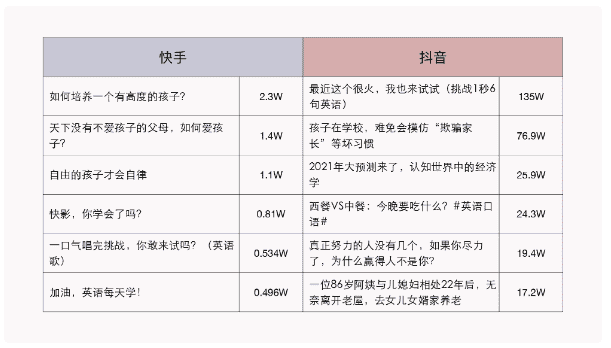 快手 抖音
如何培养一个有高度的孩子? 2.3W 最近这个很火，我也来试试（挑战1秒6
句英语） 135W
天下没有不爱孩子的父母，如何爱孩
子? 1.4W 孩子在学校，难免会模仿“欺骗家
长”等坏习惯 76.9W
自由的孩子才会自律 1.1W 2021年大预测来了，认知世界中的经济
学 25.9W
快影，你学会了吗? 0.81W 西餐VS中餐：今晚要吃什么? #英语口
语# 24.3W
一口气唱完挑战，你敢来试吗? （英语
歌） 0.534W 真正努力的人没有几个，如果你尽力
了，为什么赢得人不是你? 19.4W
加油，英语每天学! 0.496W 一位86岁阿姨与儿媳妇相处22年后，无
奈离开老屋，去女儿女婿家养老 17.2W